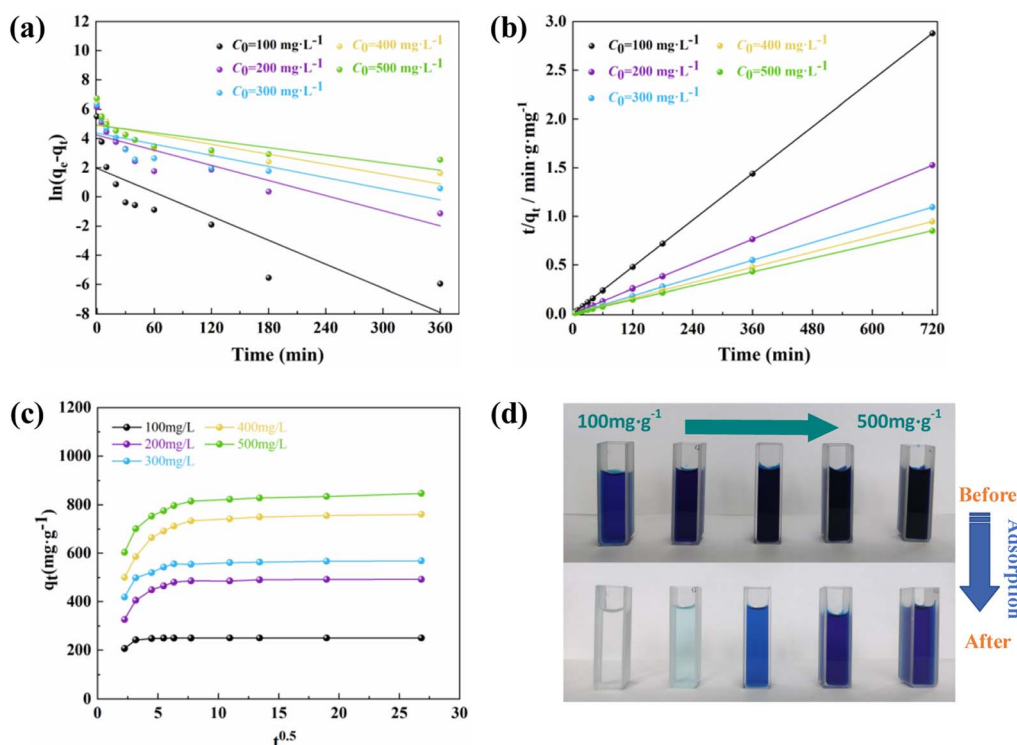 (a)
C0=100 mg·L-1
C0=400 mg·L-1
C0=200 mg·L-1
C0=500 mg·L-1
C0=300 mg·L-1
ln(qe-qt)
10
8
6
4
2
0
-2
-4
-6
-8
0 60 120 180 240 300 360
Time (min)
(b)
C0=100 mg·L-1
C0=400 mg·L-1
C0=200 mg·L-1
C0=500 mg·L-1
C0=300 mg·L-1
t/qt / min·g·mg-1
3.0
2.5
2.0
1.5
1.0
0.5
0.0
0 120 240 360 480 600 720
Time (min)
(c)
100mg/L
400mg/L
200mg/L
500mg/L
300mg/L
qt(mg·g-1)
1200
1000
800
600
400
200
0
0 5 10 15 20 25 30
t0.5
(d)
100mg·g-1
500mg·g-1
Before
Adsorption
After